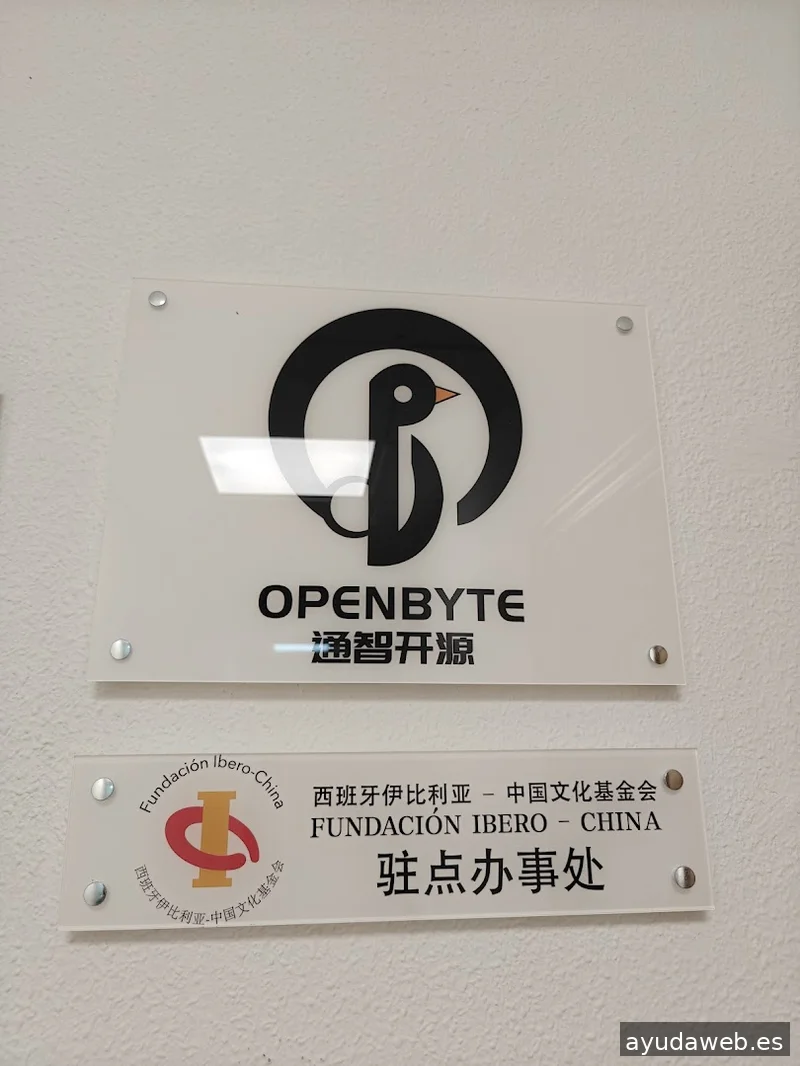 OPENBYTE
通智开源
Fundación Ibero-China
西班牙伊比利亚-中国文化基金会
西班牙伊比利亚 - 中国文化基金会
FUNDACIÓN IBERO - CHINA
驻点办事处
ayudaweb.es